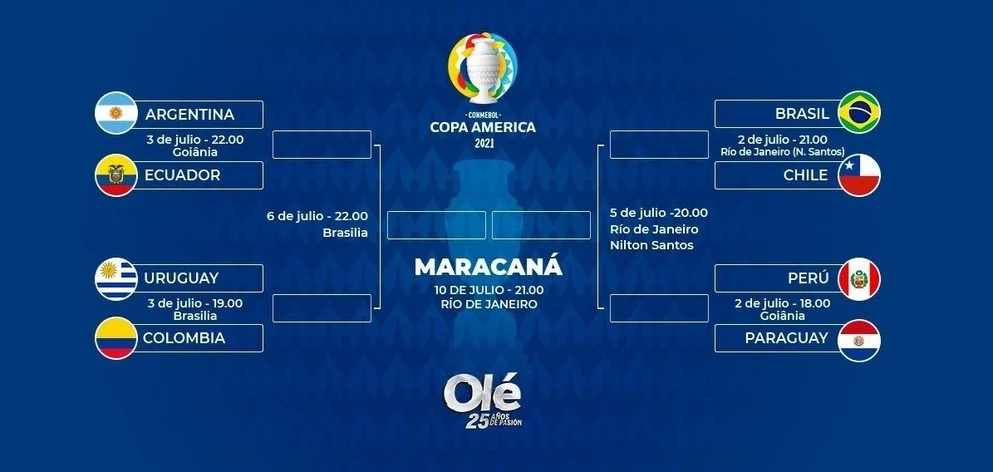 ·CONMEBOL·
COPA AMERICA
2021
ARGENTINA
3 de julio - 22.00
Goiânia
ECUADOR
6 de julio - 22.00
Brasilia
URUGUAY
3 de julio - 19.00
Brasilia
COLOMBIA
MARACANÁ
10 DE JULIO - 21.00
RÍO DE JANEIRO
BRASIL
2 de julio - 21.00
Río de Janeiro (N. Santos)
CHILE
5 de julio -20.00
Río de Janeiro
Nilton Santos
PERÚ
2 de julio - 18.00
Goiânia
PARAGUAY
Olé
25 AÑOS
DE PASIÓN